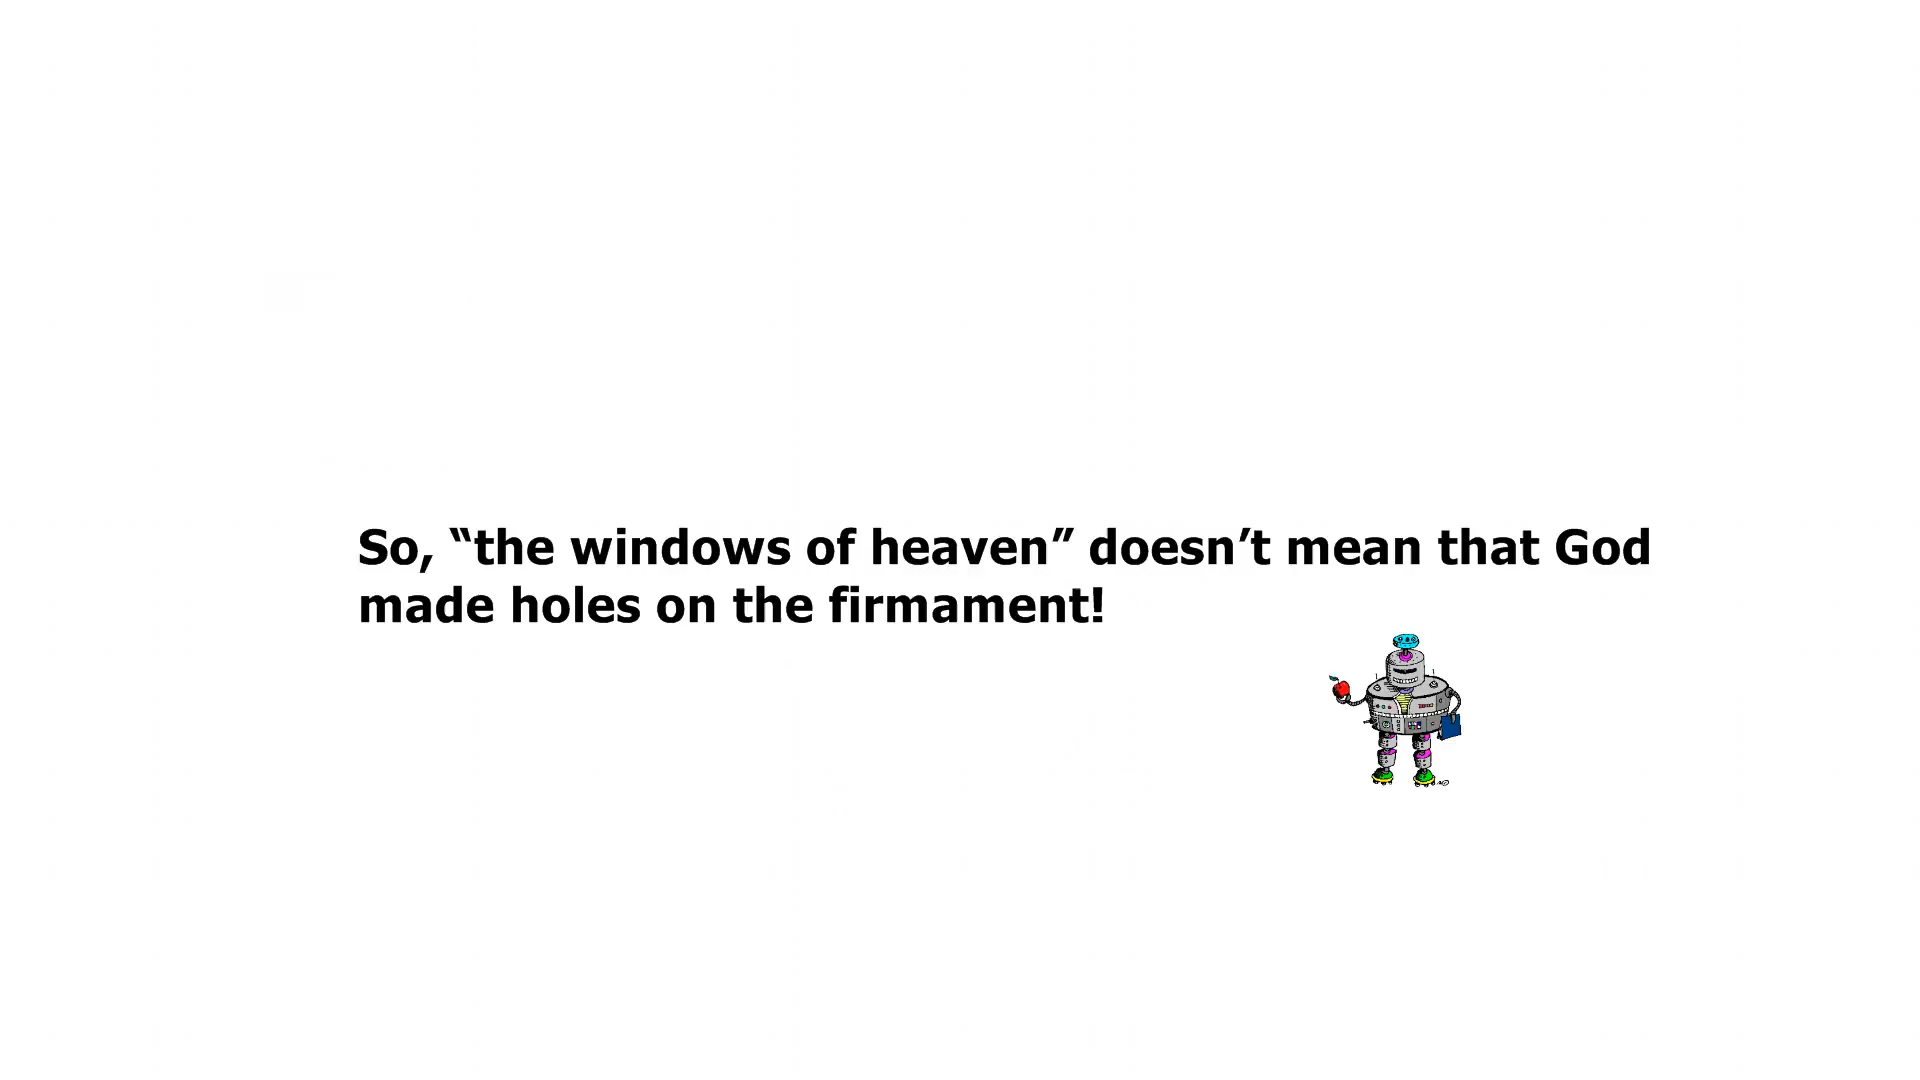 So, “the windows of heaven” doesn’t mean that God
made holes on the firmament!